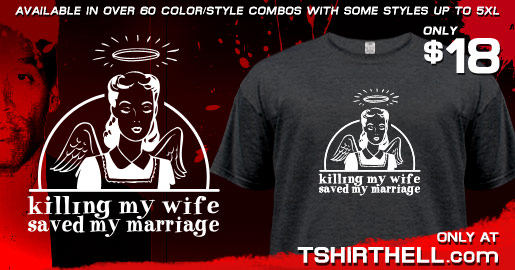 AVAILABLE IN OVER 60 COLOR/STYLE COMBOS WITH SOME STYLES UP TO 5XL
ONLY
$18
killing my wife
saved my marriage
killing my wife
saved my marriage
ONLY AT
TSHIRTHELL.com